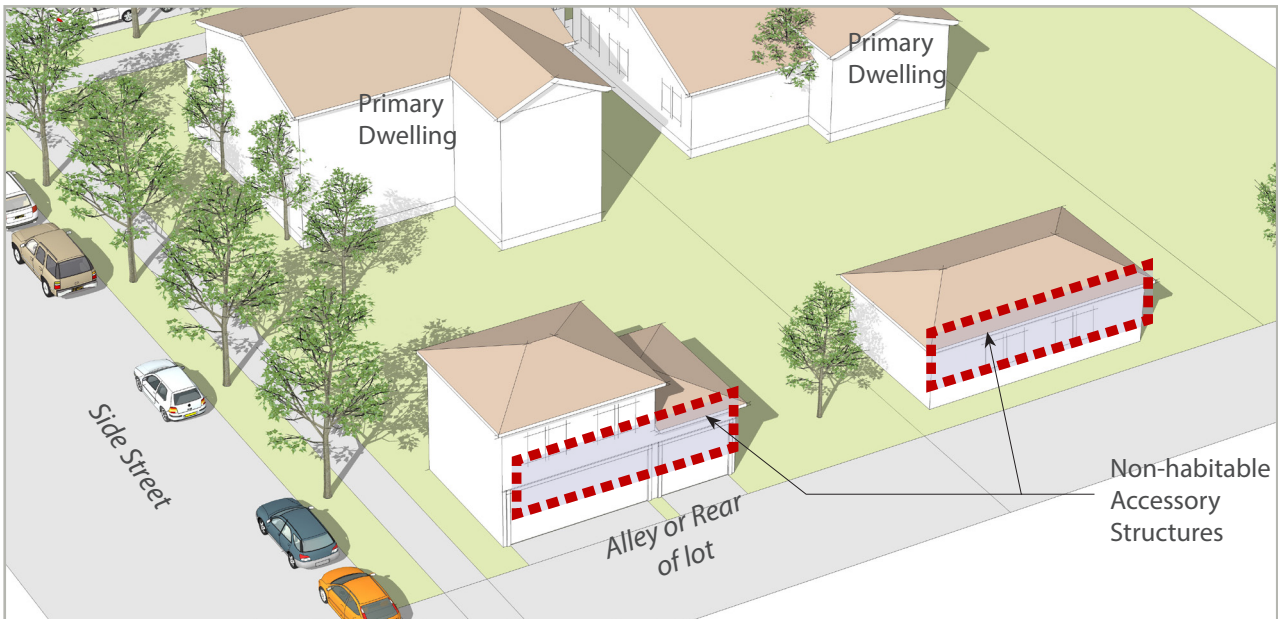 Primary
Dwelling
Primary
Dwelling
Side Street
Alley or Rear
of lot
Non-habitable
Accessory
Structures